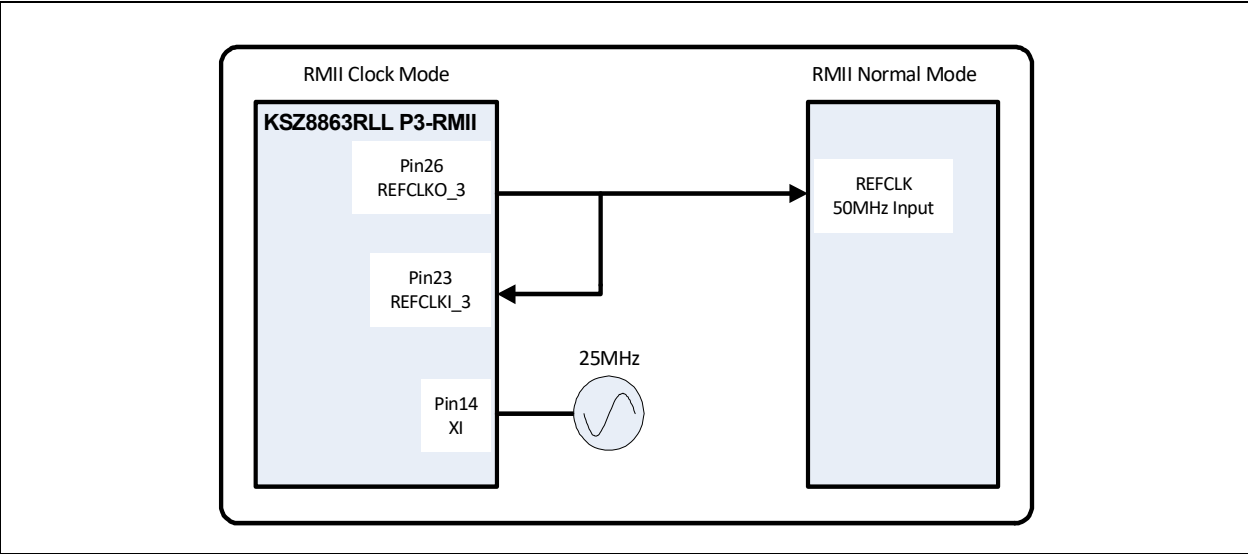 RMII Clock Mode
RMII Normal Mode
KSZ8863RLL P3-RMII
Pin26
REFCLKO_3
REFCLK
50MHz Input
Pin23
REFCLKI_3
25MHz
Pin14
XI